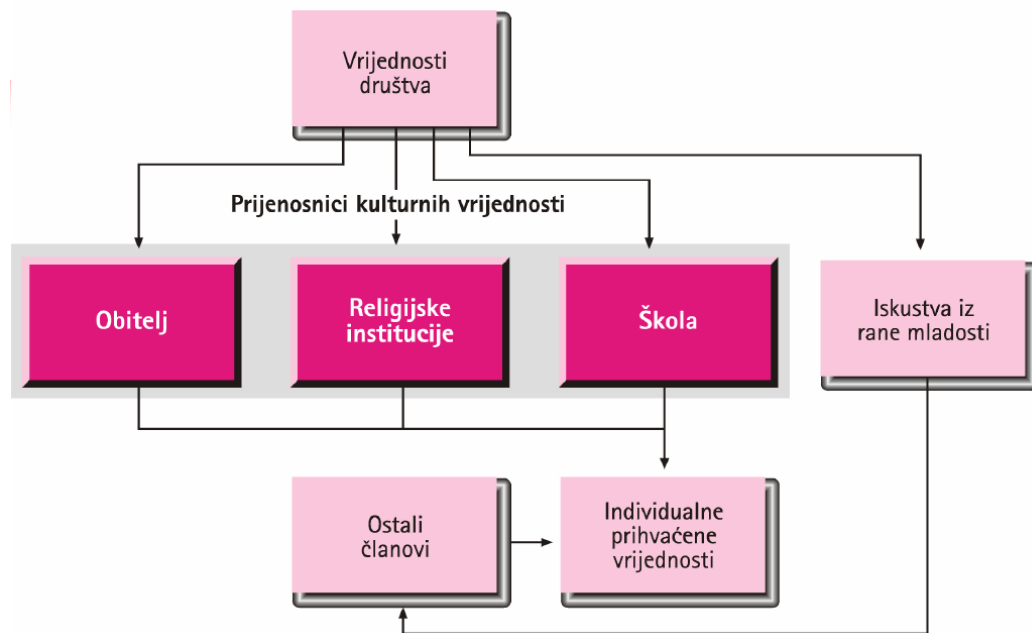 Vrijednosti
društva
Prijenosnici kulturnih vrijednosti
Obitelj
Religijske
institucije
Škola
Iskustva iz
rane mladosti
Ostali
članovi
Individualne
prihvaćene
vrijednosti